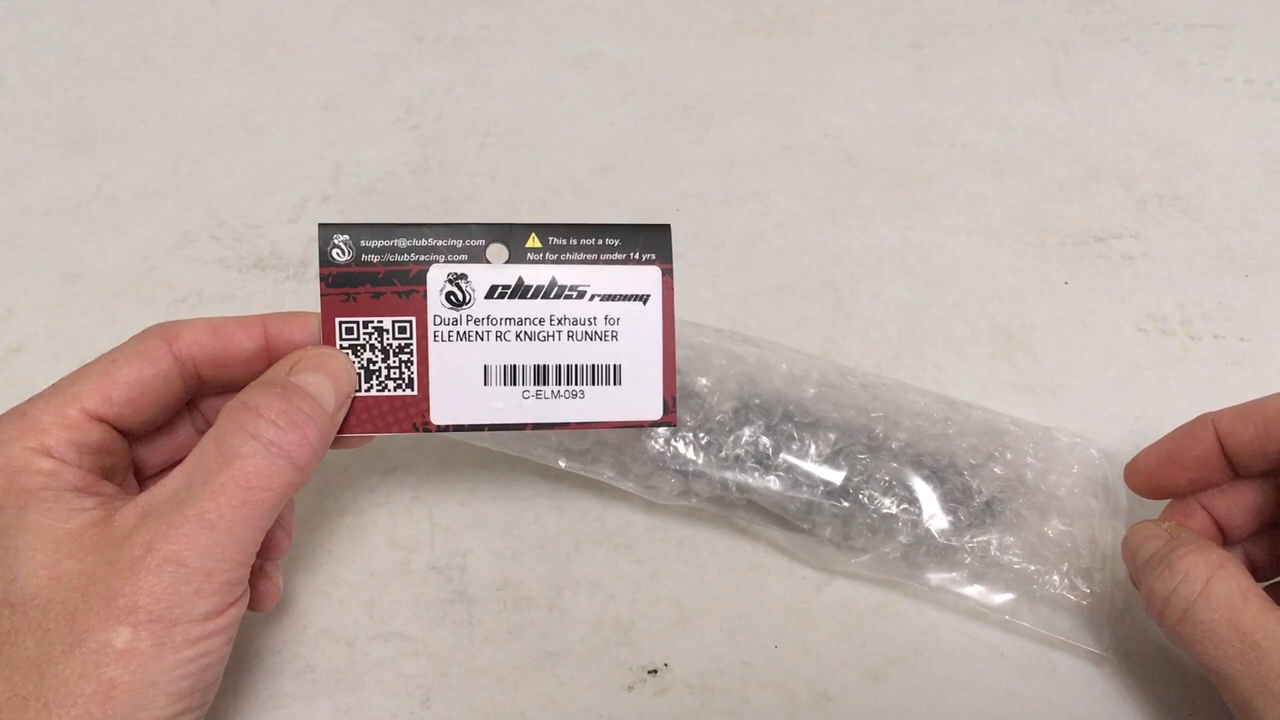 support@club5racing.com
http://club5racing.com
This is not a toy.
Not for children under 14 yrs
club5 racing
Dual Performance Exhaust for
ELEMENT RC KNIGHT RUNNER
C-ELM-093